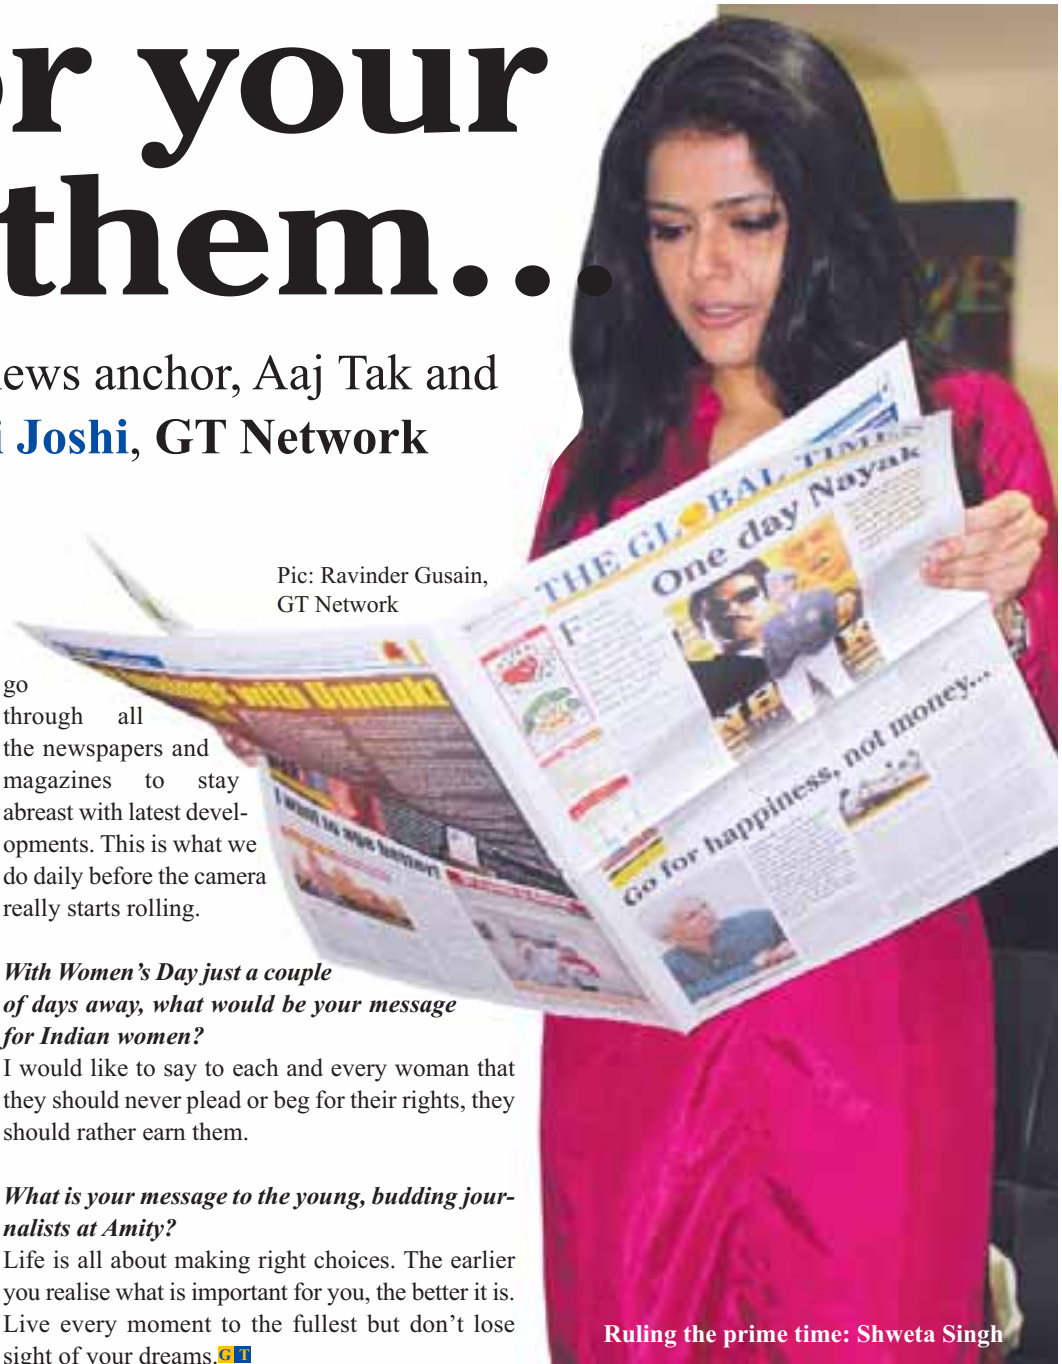 r your
them...
ews anchor, Aaj Tak and
i Joshi, GT Network
Pic: Ravinder Gusain,
GT Network
go
through all
the newspapers and
magazines to stay
abreast with latest devel-
opments. This is what we
do daily before the camera
really starts rolling.
With Women's Day just a couple
of days away, what would be your message
for Indian women?
I would like to say to each and every woman that
they should never plead or beg for their rights, they
should rather earn them.
What is your message to the young, budding jour-
nalists at Amity?
Life is all about making right choices. The earlier
you realise what is important for you, the better it is.
Live every moment to the fullest but don't lose
sight of your dreams.GT
THE GLOBAL TIMES
One day Nayak
F
Go for happiness, not money...
I want to age better!
Ruling the prime time: Shweta Singh